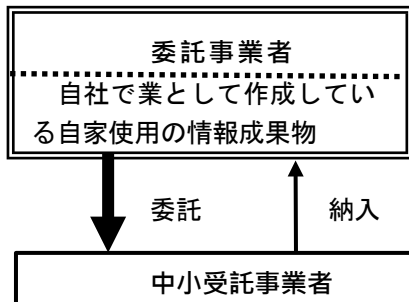 委託事業者
自社で業として作成してい
る自家使用の情報成果物
委託 納入
中小受託事業者